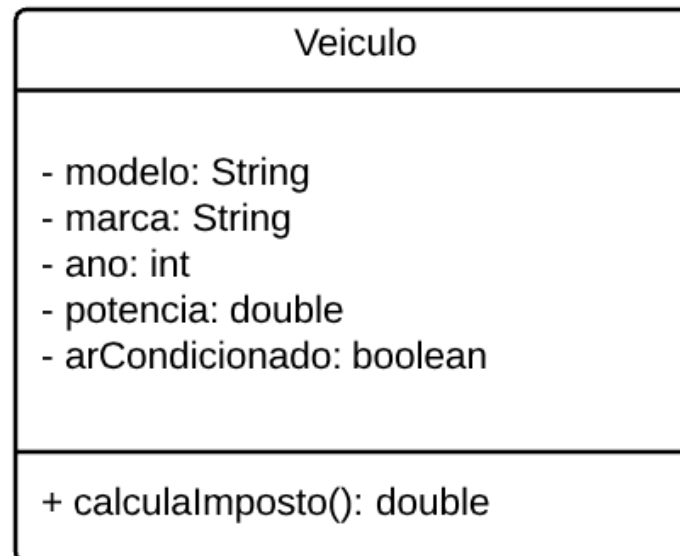 Veiculo
- modelo: String
- marca: String
- ano: int
- potencia: double
- arCondicionado: boolean
+ calculaImposto(): double